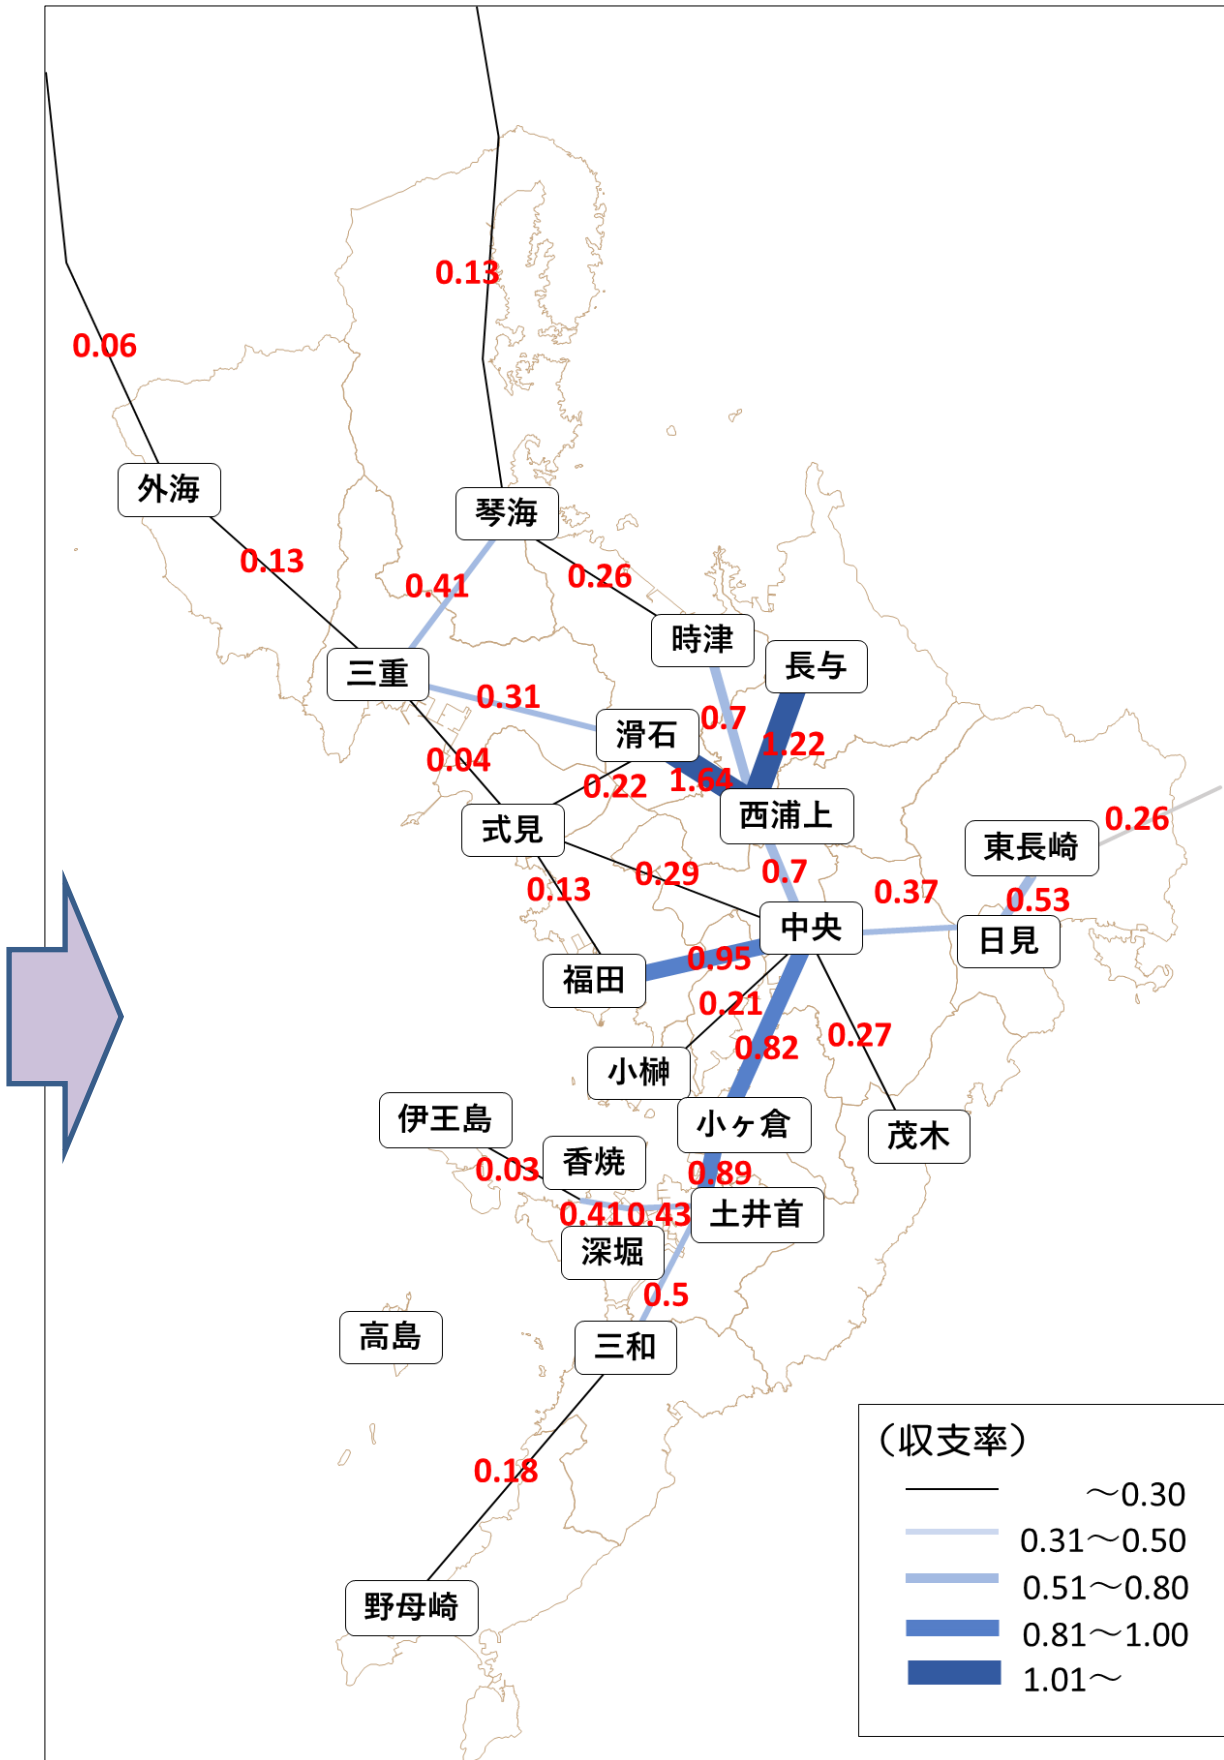 0.13
0.06
外海
琴海
0.13
0.41
0.26
時津
長与
三重
0.31
0.7
滑石
1.22
0.04
0.22
1.64
西浦上
式見
0.26
東長崎
0.29
0.7
0.13
0.37
0.53
中央
日見
福田
0.95
0.21
0.82
0.27
小榊
伊王島
小ヶ倉
茂木
香焼
0.03
0.89
0.41
0.43
土井首
深堀
0.5
高島
三和
0.18
野母崎
(収支率)
～0.30
0.31～0.50
0.51～0.80
0.81～1.00
1.01～